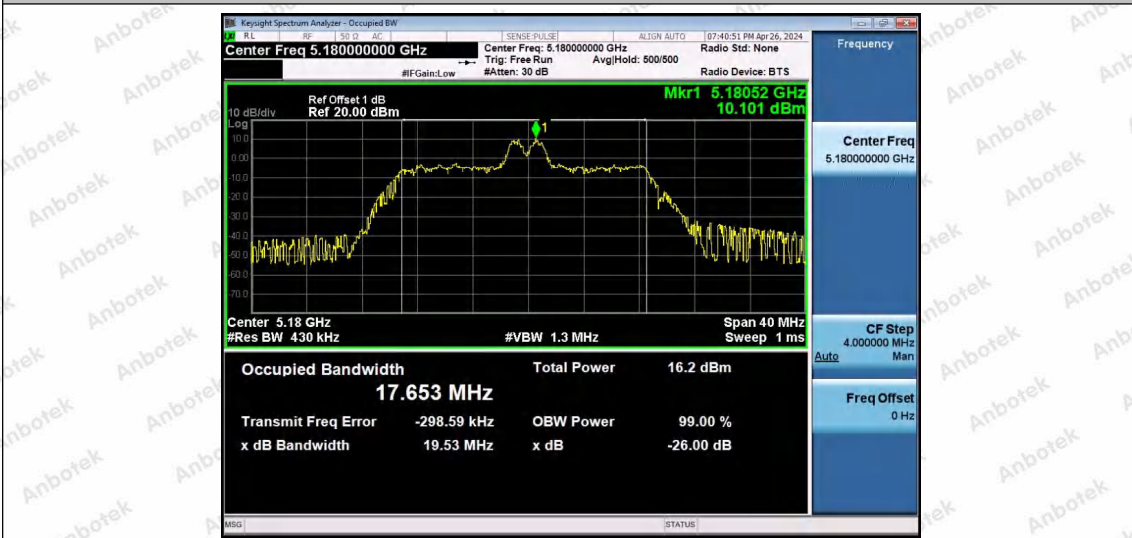 Keysight Spectrum Analyzer - Occupied BW
RL RF 50 Ω AC SENSE:PULSE ALIGN AUTO 07:40:51 PM Apr 26, 2024
Center Freq 5.180000000 GHz
Center Freq: 5.180000000 GHz
Radio Std: None
Trig: Free Run Avg|Hold: 500/500
#IFGain:Low #Atten: 30 dB Radio Device: BTS
Frequency
Mkr1 5.18052 GHz
10.101 dBm
Ref Offset 1 dB
10 dB/div Ref 20.00 dBm
Log
10.0
0.00
-10.0
-20.0
-30.0
-40.0
-50.0
-60.0
-70.0
1
Center 5.18 GHz Span 40 MHz
#Res BW 430 kHz #VBW 1.3 MHz Sweep 1 ms
Center Freq
5.180000000 GHz
CF Step
4.000000 MHz
Auto Man
Freq Offset
0 Hz
Occupied Bandwidth Total Power 16.2 dBm
17.653 MHz
Transmit Freq Error -298.59 kHz OBW Power 99.00 %
x dB Bandwidth 19.53 MHz x dB -26.00 dB
MSG STATUS
Anbotek